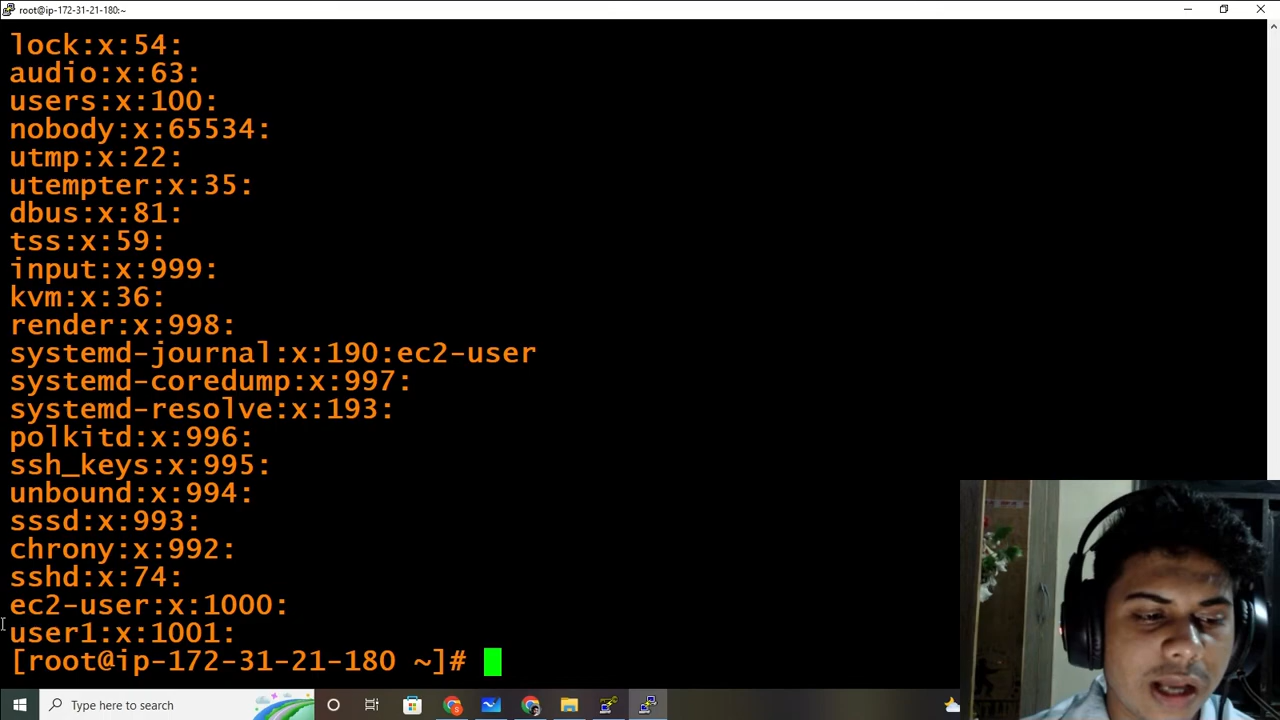 root@ip-172-31-21-180:~
lock:x:54:
audio:x:63:
users:x:100:
nobody:x:65534:
utmp:x:22:
utempter:x:35:
dbus:x:81:
tss:x:59:
input:x:999:
kvm:x:36:
render:x:998:
systemd-journal:x:190:ec2-user
systemd-coredump:x:997:
systemd-resolve:x:193:
polkitd:x:996:
ssh_keys:x:995:
unbound:x:994:
sssd:x:993:
chrony:x:992:
sshd:x:74:
ec2-user:x:1000:
user1:x:1001:
[root@ip-172-31-21-180 ~]#
Type here to search